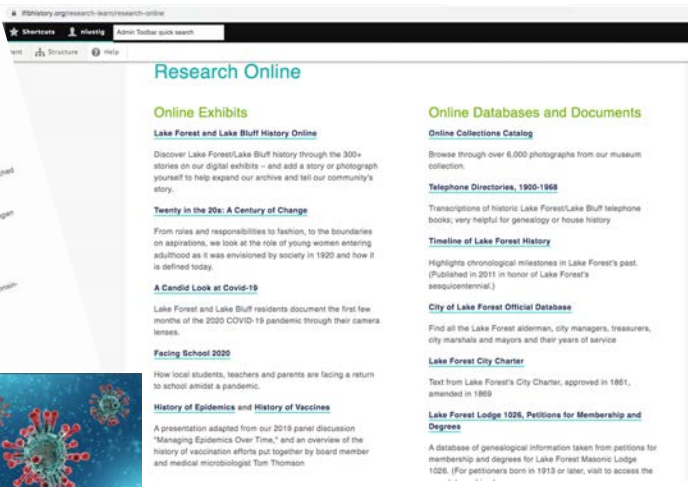 lflbhistory.org/research-learn/research-online
Shortcuts nlustig Admin Toolbar quick search
Structure Help
Research Online
Online Exhibits
Lake Forest and Lake Bluff History Online
Discover Lake Forest/Lake Bluff history through the 300+
stories on our digital exhibits – and add a story or photograph
yourself to help expand our archive and tell our community's
story.
Twenty in the 20s: A Century of Change
From roles and responsibilities to fashion, to the boundaries
on aspirations, we look at the role of young women entering
adulthood as it was envisioned by society in 1920 and how it
is defined today.
A Candid Look at Covid-19
Lake Forest and Lake Bluff residents document the first few
months of the 2020 COVID-19 pandemic through their camera
lenses.
Facing School 2020
How local students, teachers and parents are facing a return
to school amidst a pandemic.
History of Epidemics and History of Vaccines
A presentation adapted from our 2019 panel discussion
"Managing Epidemics Over Time," and an overview of the
history of vaccination efforts put together by board member
and medical microbiologist Tom Thomson
Online Databases and Documents
Online Collections Catalog
Browse through over 6,000 photographs from our museum
collection.
Telephone Directories, 1900-1968
Transcriptions of historic Lake Forest/Lake Bluff telephone
books; very helpful for genealogy or house history
Timeline of Lake Forest History
Highlights chronological milestones in Lake Forest's past.
(Published in 2011 in honor of Lake Forest's
sesquicentennial.)
City of Lake Forest Official Database
Find all the Lake Forest alderman, city managers, treasurers,
city marshals and mayors and their years of service
Lake Forest City Charter
Text from Lake Forest's City Charter, approved in 1861,
amended in 1869
Lake Forest Lodge 1026, Petitions for Membership and
Degrees
A database of genealogical information taken from petitions for
membership and degrees for Lake Forest Masonic Lodge
1026. (For petitioners born in 1913 or later, visit to access the